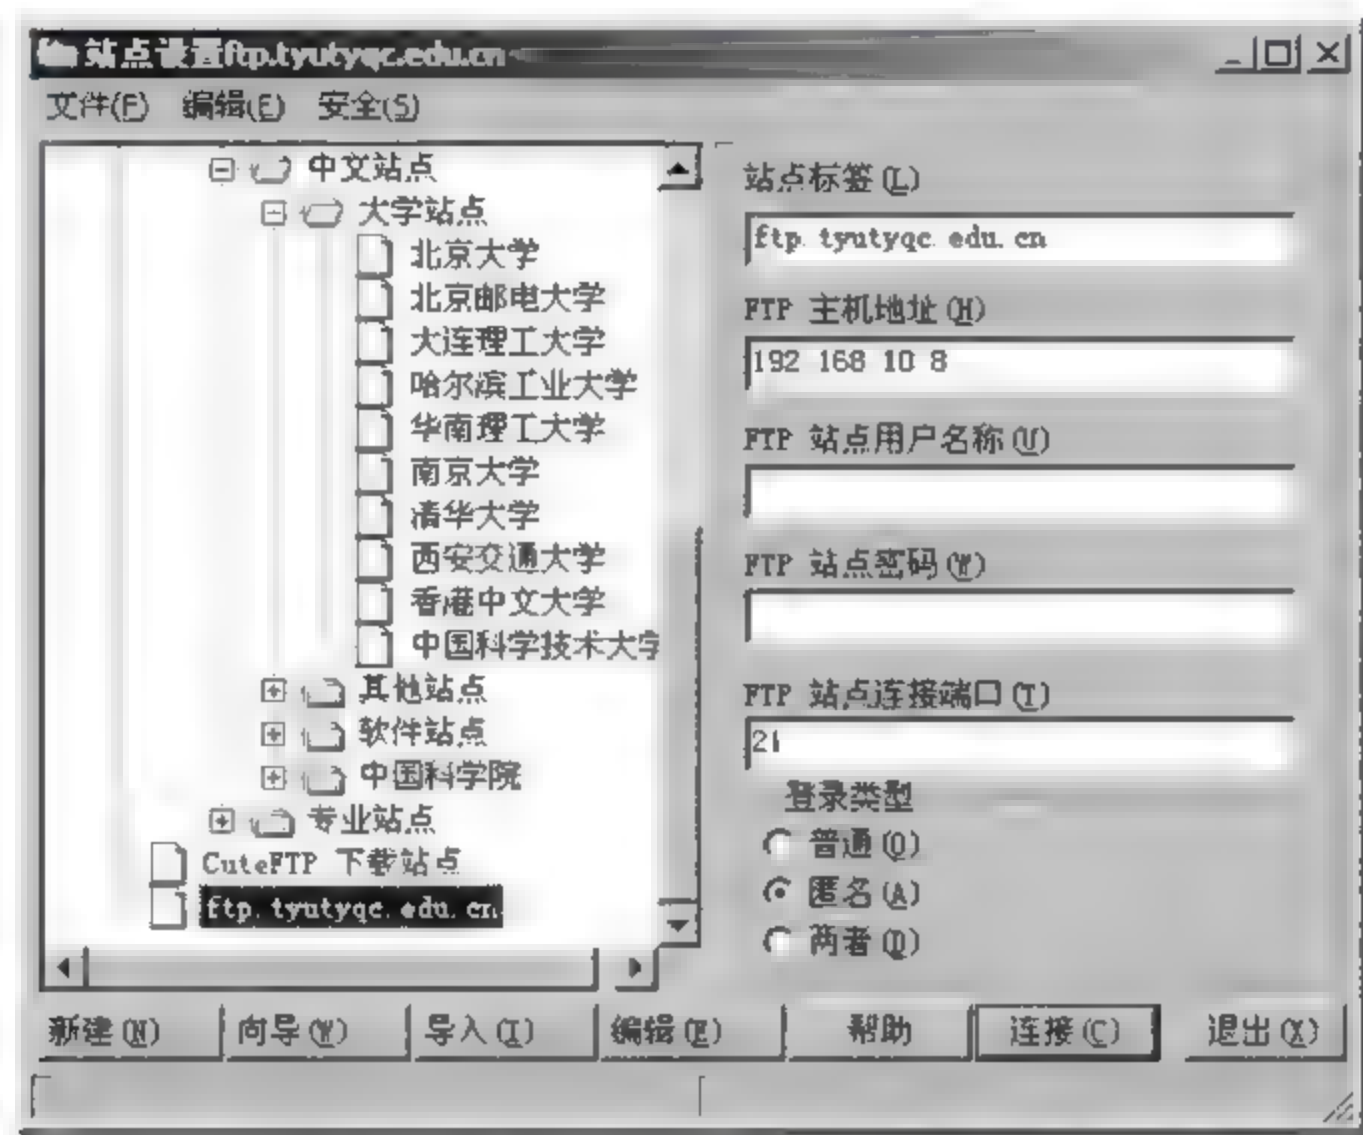 站点设置ftp.tyutyqc.edu.cn
文件(F) 编辑(E) 安全(S)
中文站点
大学站点
北京大学
北京邮电大学
大连理工大学
哈尔滨工业大学
华南理工大学
南京大学
清华大学
西安交通大学
香港中文大学
中国科学技术大学
其他站点
软件站点
中国科学院
专业站点
CuteFTP 下载站点
ftp.tyutyqc.edu.cn
站点标签(L)
ftp.tyutyqc.edu.cn
FTP 主机地址(H)
192 168 10 8
FTP 站点用户名称(U)
FTP 站点密码(W)
FTP 站点连接端口(T)
21
登录类型
普通(O)
匿名(A)
两者(D)
新建(N) 向导(W) 导入(I) 编辑(E) 帮助 连接(C) 退出(X)